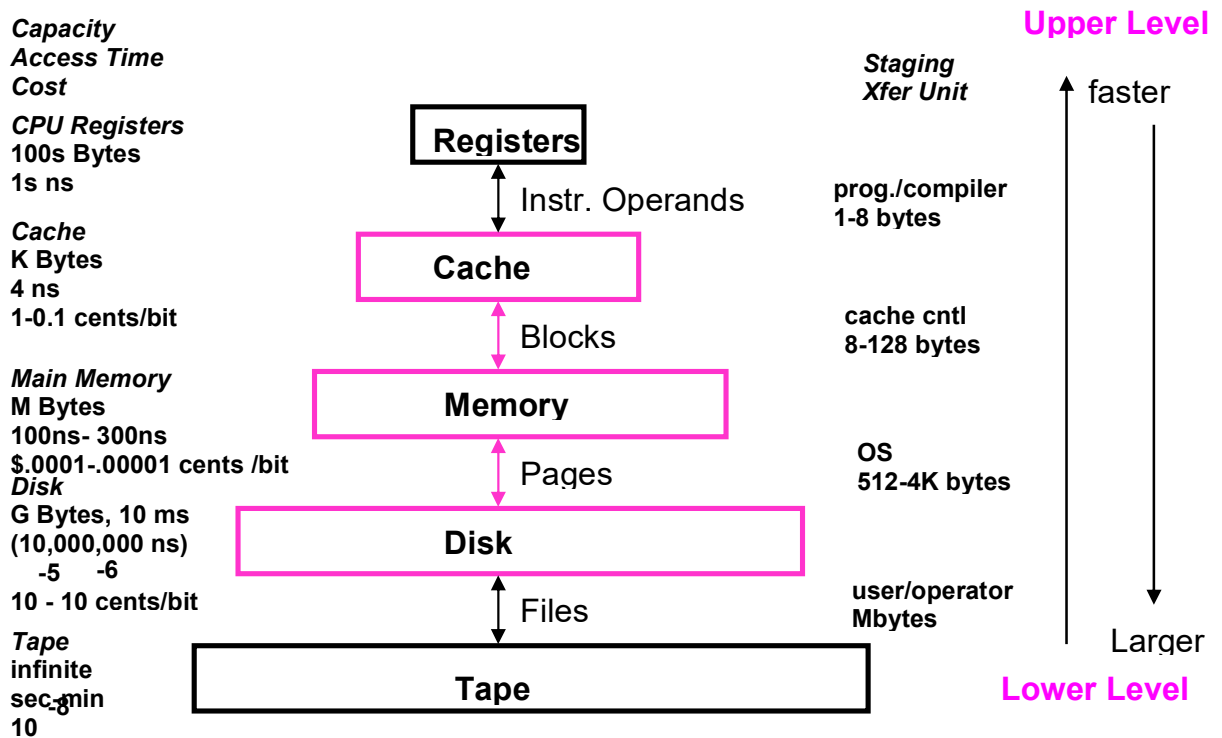 Capacity
Access Time
Cost
CPU Registers
100s Bytes
1s ns
Cache
K Bytes
4 ns
1-0.1 cents/bit
Main Memory
M Bytes
100ns- 300ns
$.0001-.00001 cents /bit
Disk
G Bytes, 10 ms
(10,000,000 ns)
-5 -6
10 - 10 cents/bit
Tape
infinite
sec-min
-8
10
Registers
Instr. Operands
Cache
Blocks
Memory
Pages
Disk
Files
Tape
Staging
Xfer Unit
prog./compiler
1-8 bytes
cache cntl
8-128 bytes
OS
512-4K bytes
user/operator
Mbytes
Upper Level
faster
Larger
Lower Level